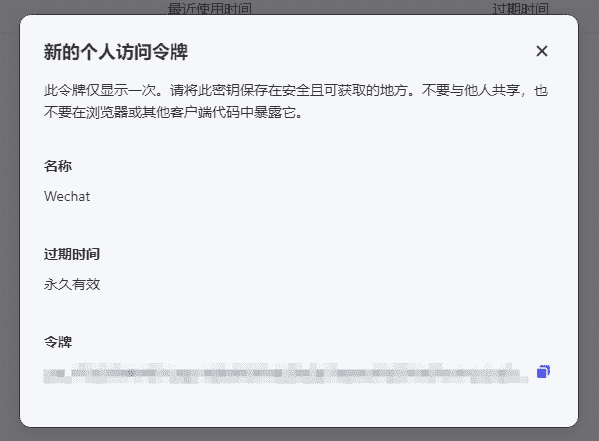 最近使用时间 过期时间
新的个人访问令牌
此令牌仅显示一次。请将此密钥保存在安全且可获取的地方。不要与他人共享，也
不要在浏览器或其他客户端代码中暴露它。
名称
Wechat
过期时间
永久有效
令牌